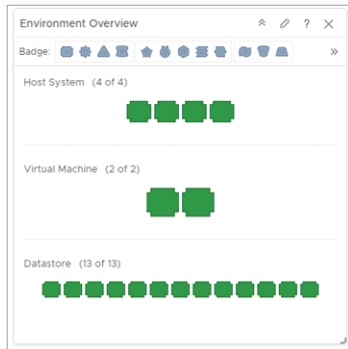 Environment Overview
Badge:
Host System (4 of 4)
Virtual Machine (2 of 2)
Datastore (13 of 13)